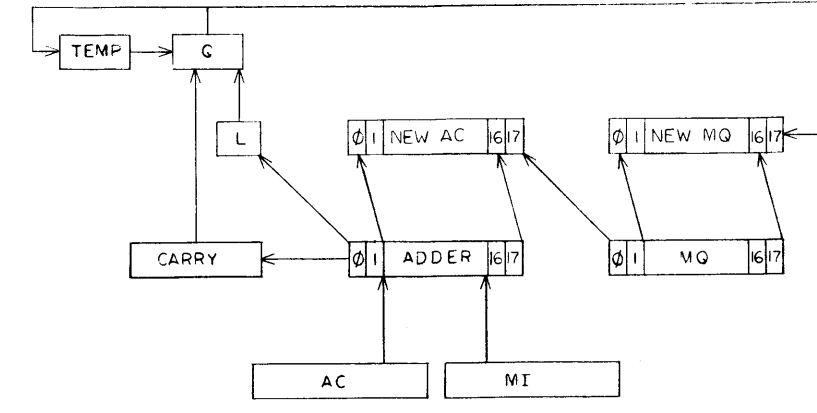 TEMP
Q
L
Ø 1 NEW AC 16 17
Ø 1 NEW MQ 16 17
CARRY
Ø 1 ADDER 16 17
Ø 1 MQ 16 17
AC
MI